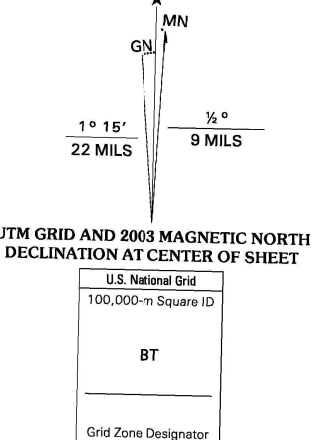 MN
GN
1° 15′
22 MILS
½°
9 MILS
UTM GRID AND 2003 MAGNETIC NORTH
DECLINATION AT CENTER OF SHEET
U.S. National Grid
100,000-m Square ID
BT
Grid Zone Designator